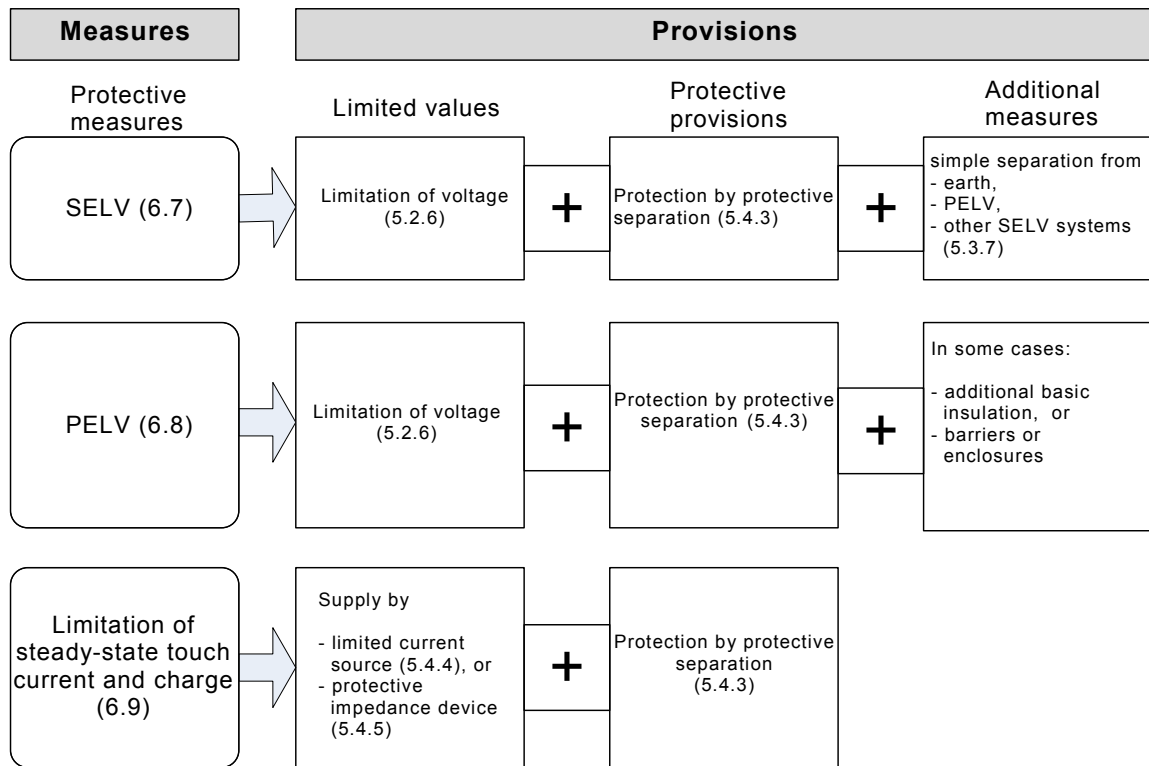 Measures
Provisions
Protective
measures
Limited values
Protective
provisions
Additional
measures
SELV (6.7)
Limitation of voltage
(5.2.6)
+
Protection by protective
separation (5.4.3)
+
simple separation from
- earth,
- PELV,
- other SELV systems
(5.3.7)
PELV (6.8)
Limitation of voltage
(5.2.6)
+
Protection by protective
separation (5.4.3)
+
In some cases:
- additional basic
insulation, or
- barriers or
enclosures
Limitation of
steady-state touch
current and charge
(6.9)
Supply by
- limited current
source (5.4.4), or
- protective
impedance device
(5.4.5)
+
Protection by protective
separation
(5.4.3)